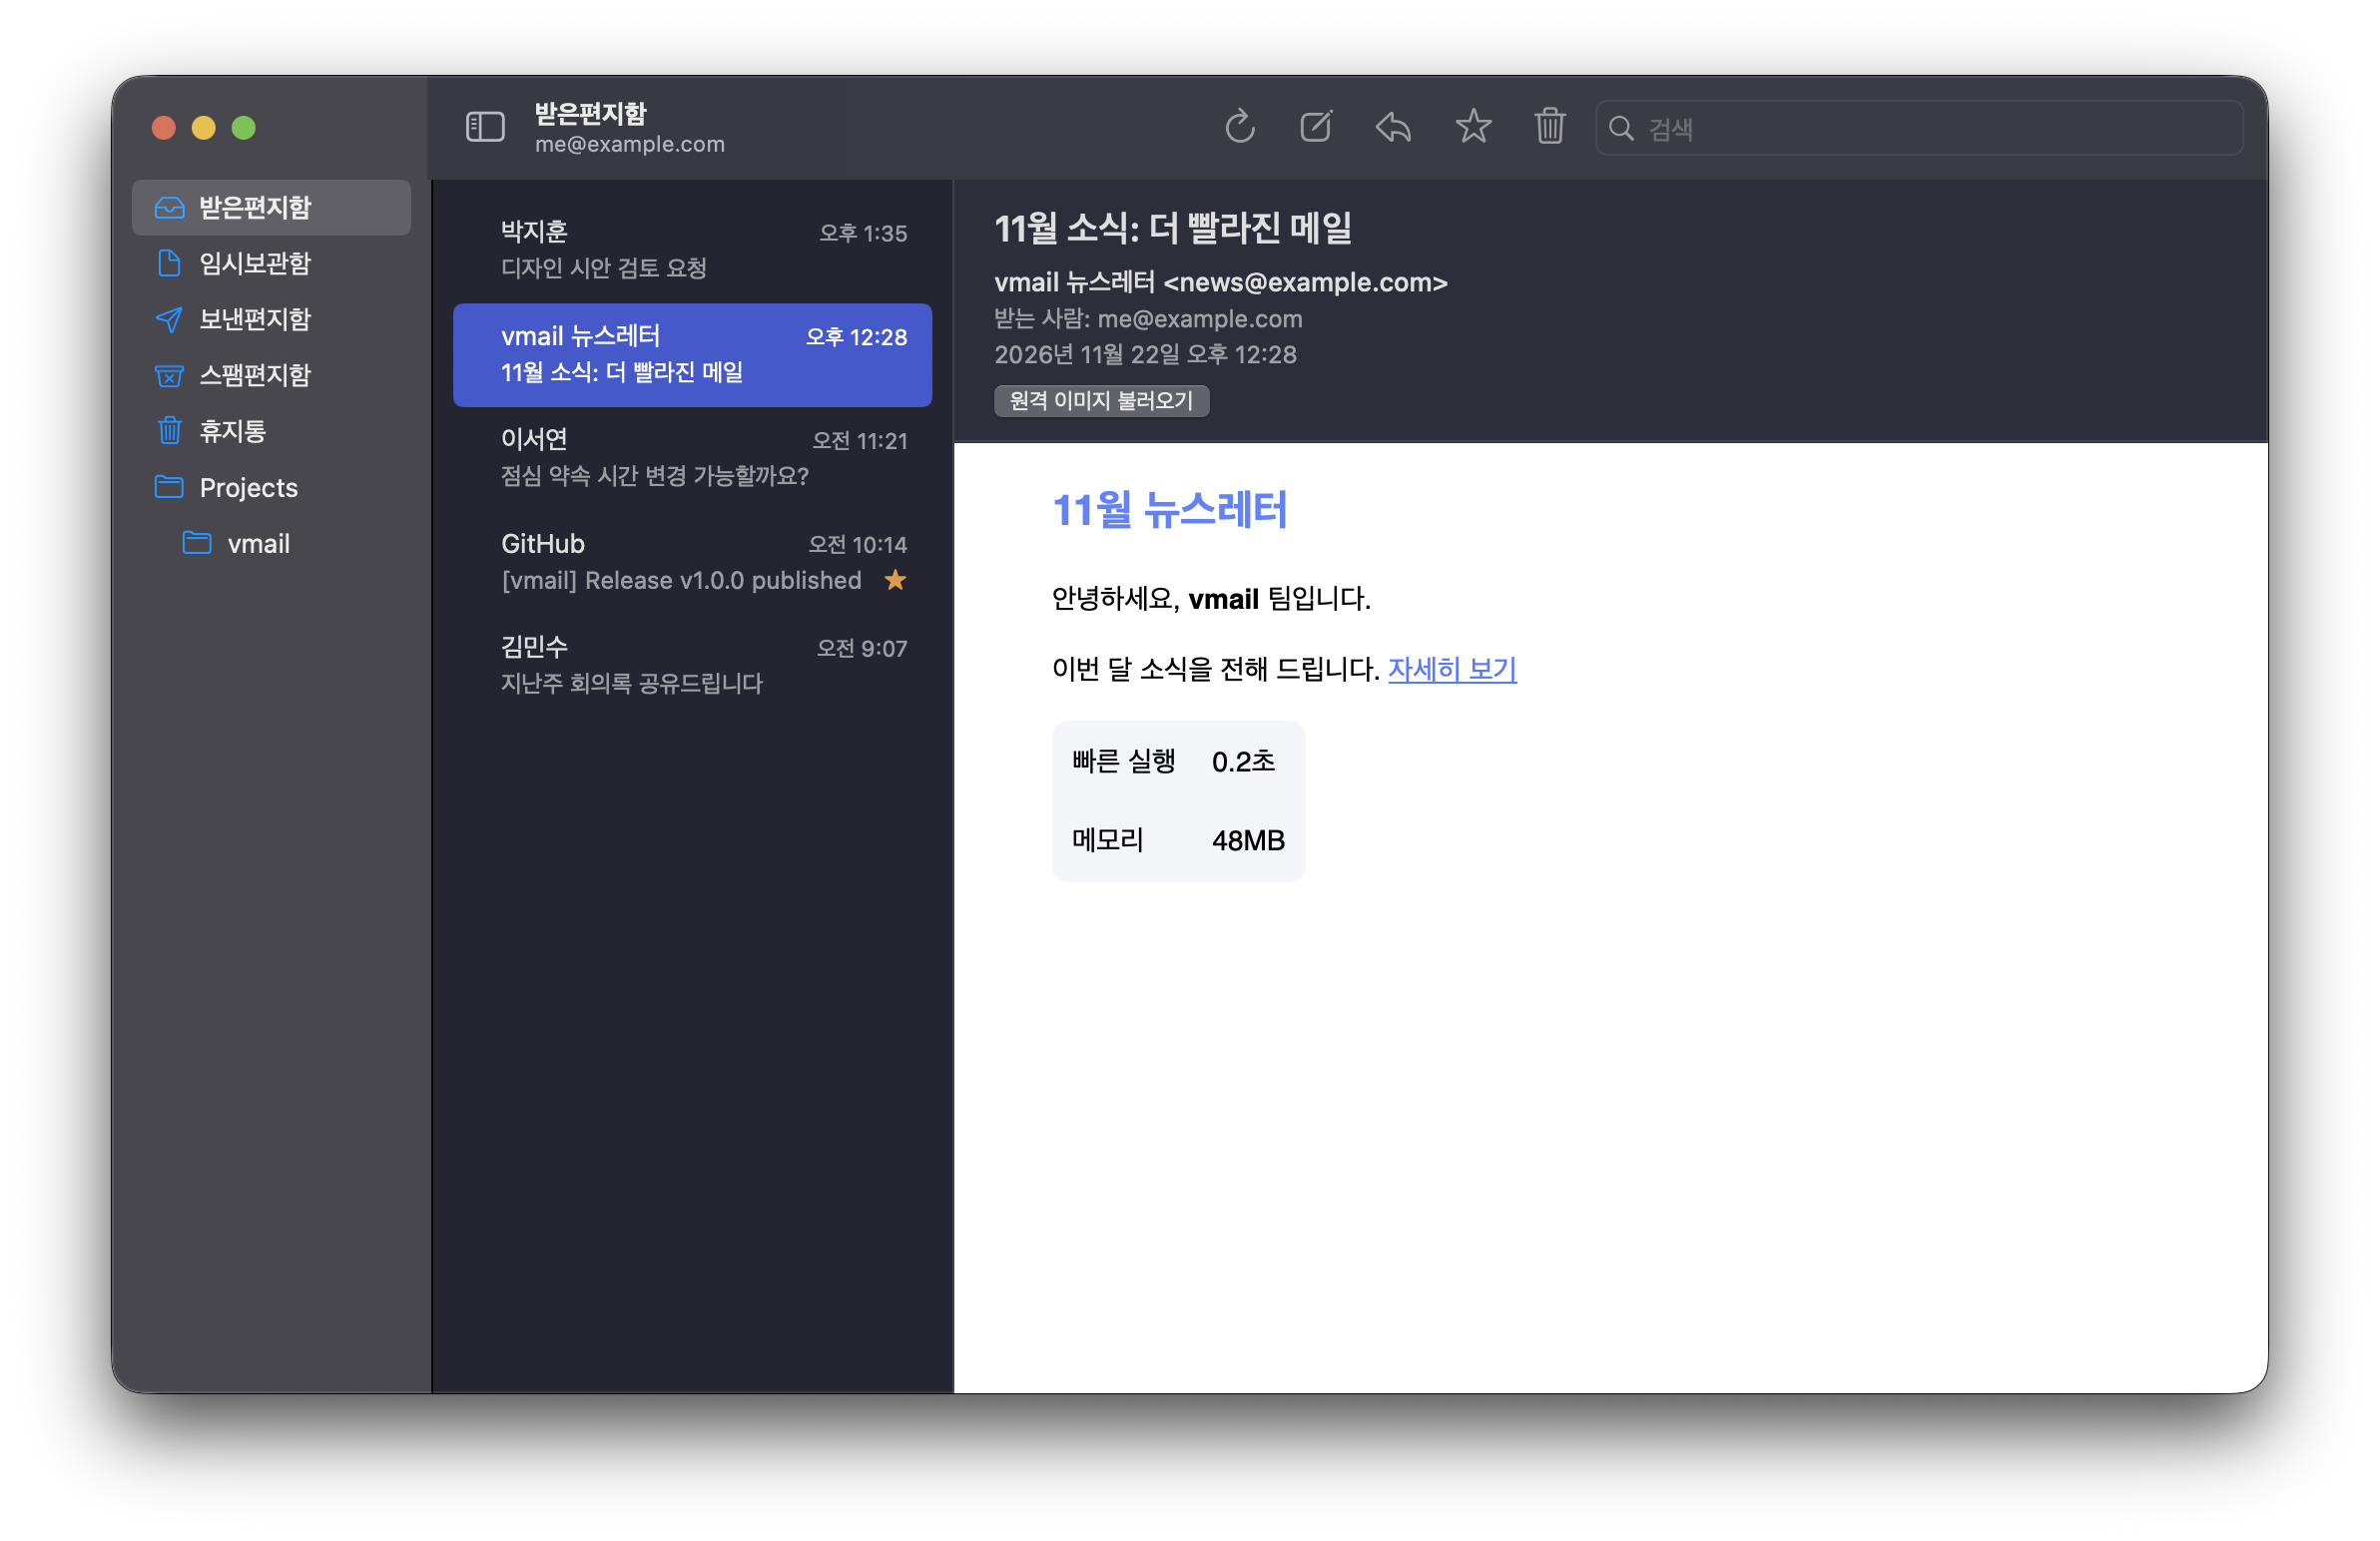 받은편지함
me@example.com
검색
받은편지함
임시보관함
보낸편지함
스팸편지함
휴지통
Projects
vmail
박지훈 오후 1:35
디자인 시안 검토 요청
vmail 뉴스레터 오후 12:28
11월 소식: 더 빨라진 메일
이서연 오전 11:21
점심 약속 시간 변경 가능할까요?
GitHub 오전 10:14
[vmail] Release v1.0.0 published
김민수 오전 9:07
지난주 회의록 공유드립니다
11월 소식: 더 빨라진 메일
vmail 뉴스레터 <news@example.com>
받는 사람: me@example.com
2026년 11월 22일 오후 12:28
원격 이미지 불러오기
11월 뉴스레터
안녕하세요, vmail 팀입니다.
이번 달 소식을 전해 드립니다. 자세히 보기
빠른 실행 0.2초
메모리 48MB